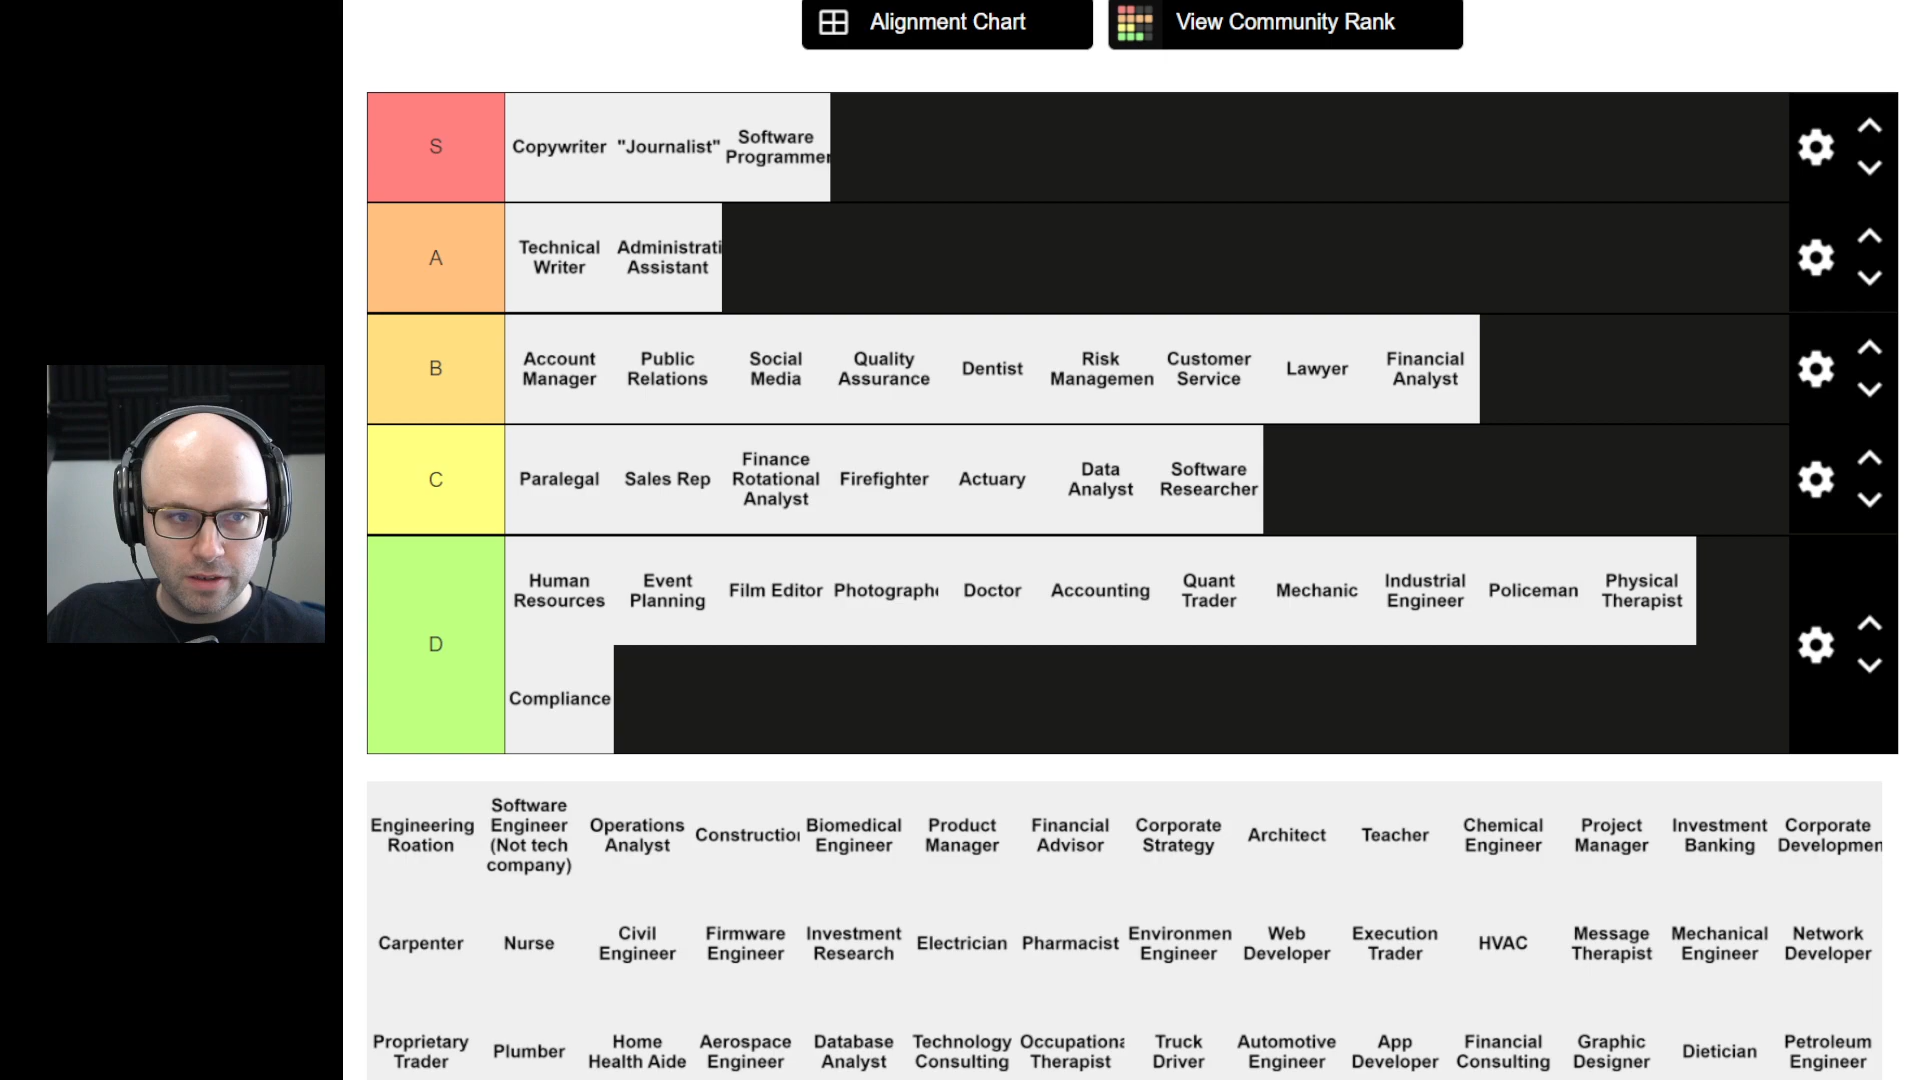 Alignment Chart
View Community Rank
S
Copywriter
"Journalist"
Software
Programmer
A
Technical
Writer
Administrati
Assistant
B
Account
Manager
Public
Relations
Social
Media
Quality
Assurance
Dentist
Risk
Managemen
Customer
Service
Lawyer
Financial
Analyst
C
Paralegal
Sales Rep
Finance
Rotational
Analyst
Firefighter
Actuary
Data
Analyst
Software
Researcher
D
Human
Resources
Event
Planning
Film Editor
Photograph
Doctor
Accounting
Quant
Trader
Mechanic
Industrial
Engineer
Policeman
Physical
Therapist
Compliance
Engineering
Roation
Software
Engineer
(Not tech
company)
Operations
Analyst
Construction
Biomedical
Engineer
Product
Manager
Financial
Advisor
Corporate
Strategy
Architect
Teacher
Chemical
Engineer
Project
Manager
Investment
Banking
Corporate
Developmen
Carpenter
Nurse
Civil
Engineer
Firmware
Engineer
Investment
Research
Electrician
Pharmacist
Environmen
Engineer
Web
Developer
Execution
Trader
HVAC
Message
Therapist
Mechanical
Engineer
Network
Developer
Proprietary
Trader
Plumber
Home
Health Aide
Aerospace
Engineer
Database
Analyst
Technology
Consulting
Occupationa
Therapist
Truck
Driver
Automotive
Engineer
App
Developer
Financial
Consulting
Graphic
Designer
Dietician
Petroleum
Engineer